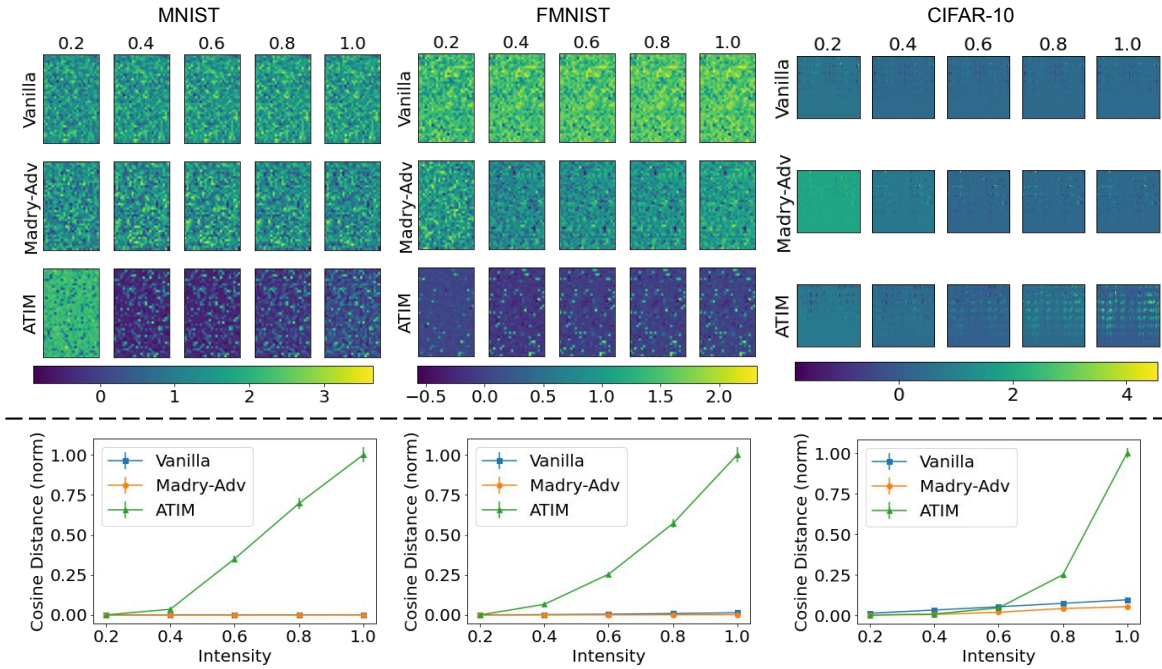 MNIST
FMNIST
CIFAR-10
0.2 0.4 0.6 0.8 1.0
0.2 0.4 0.6 0.8 1.0
0.2 0.4 0.6 0.8 1.0
Vanilla
Vanilla
Vanilla
Madry-Adv
Madry-Adv
Madry-Adv
ATIM
ATIM
ATIM
0 1 2 3
−0.5 0.0 0.5 1.0 1.5 2.0
0 2 4
Cosine Distance (norm)
1.00
0.75
0.50
0.25
0.00
Vanilla
Madry-Adv
ATIM
0.2 0.4 0.6 0.8 1.0
Intensity
Cosine Distance (norm)
1.00
0.75
0.50
0.25
0.00
Vanilla
Madry-Adv
ATIM
0.2 0.4 0.6 0.8 1.0
Intensity
Cosine Distance (norm)
1.00
0.75
0.50
0.25
0.00
Vanilla
Madry-Adv
ATIM
0.2 0.4 0.6 0.8 1.0
Intensity